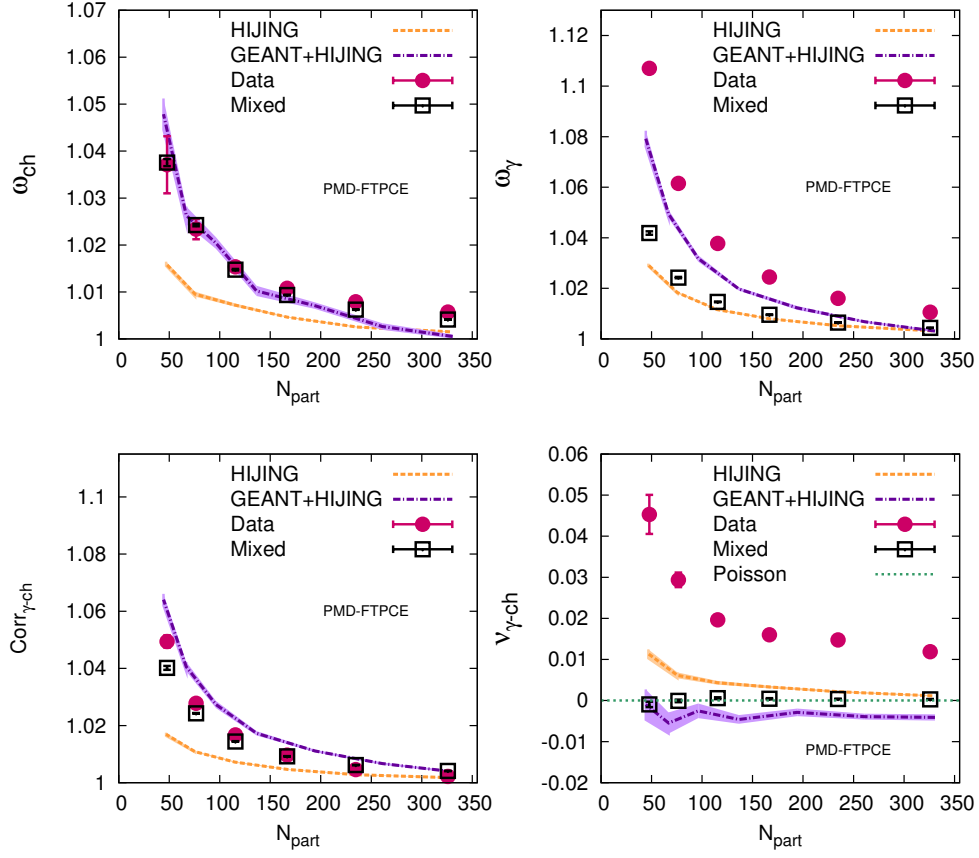 1.07
1.06
1.05
1.04
1.03
1.02
1.01
1
ω_ch
HIJING
GEANT+HIJING
Data
Mixed
PMD-FTPCE
0 50 100 150 200 250 300 350
N_part
1.12
1.1
1.08
1.06
1.04
1.02
1
ω_γ
HIJING
GEANT+HIJING
Data
Mixed
PMD-FTPCE
0 50 100 150 200 250 300 350
N_part
1.1
1.08
1.06
1.04
1.02
1
Corr_γ-ch
HIJING
GEANT+HIJING
Data
Mixed
PMD-FTPCE
0 50 100 150 200 250 300 350
N_part
0.06
0.05
0.04
0.03
0.02
0.01
0
-0.01
-0.02
ν_γ-ch
HIJING
GEANT+HIJING
Data
Mixed
Poisson
PMD-FTPCE
0 50 100 150 200 250 300 350
N_part